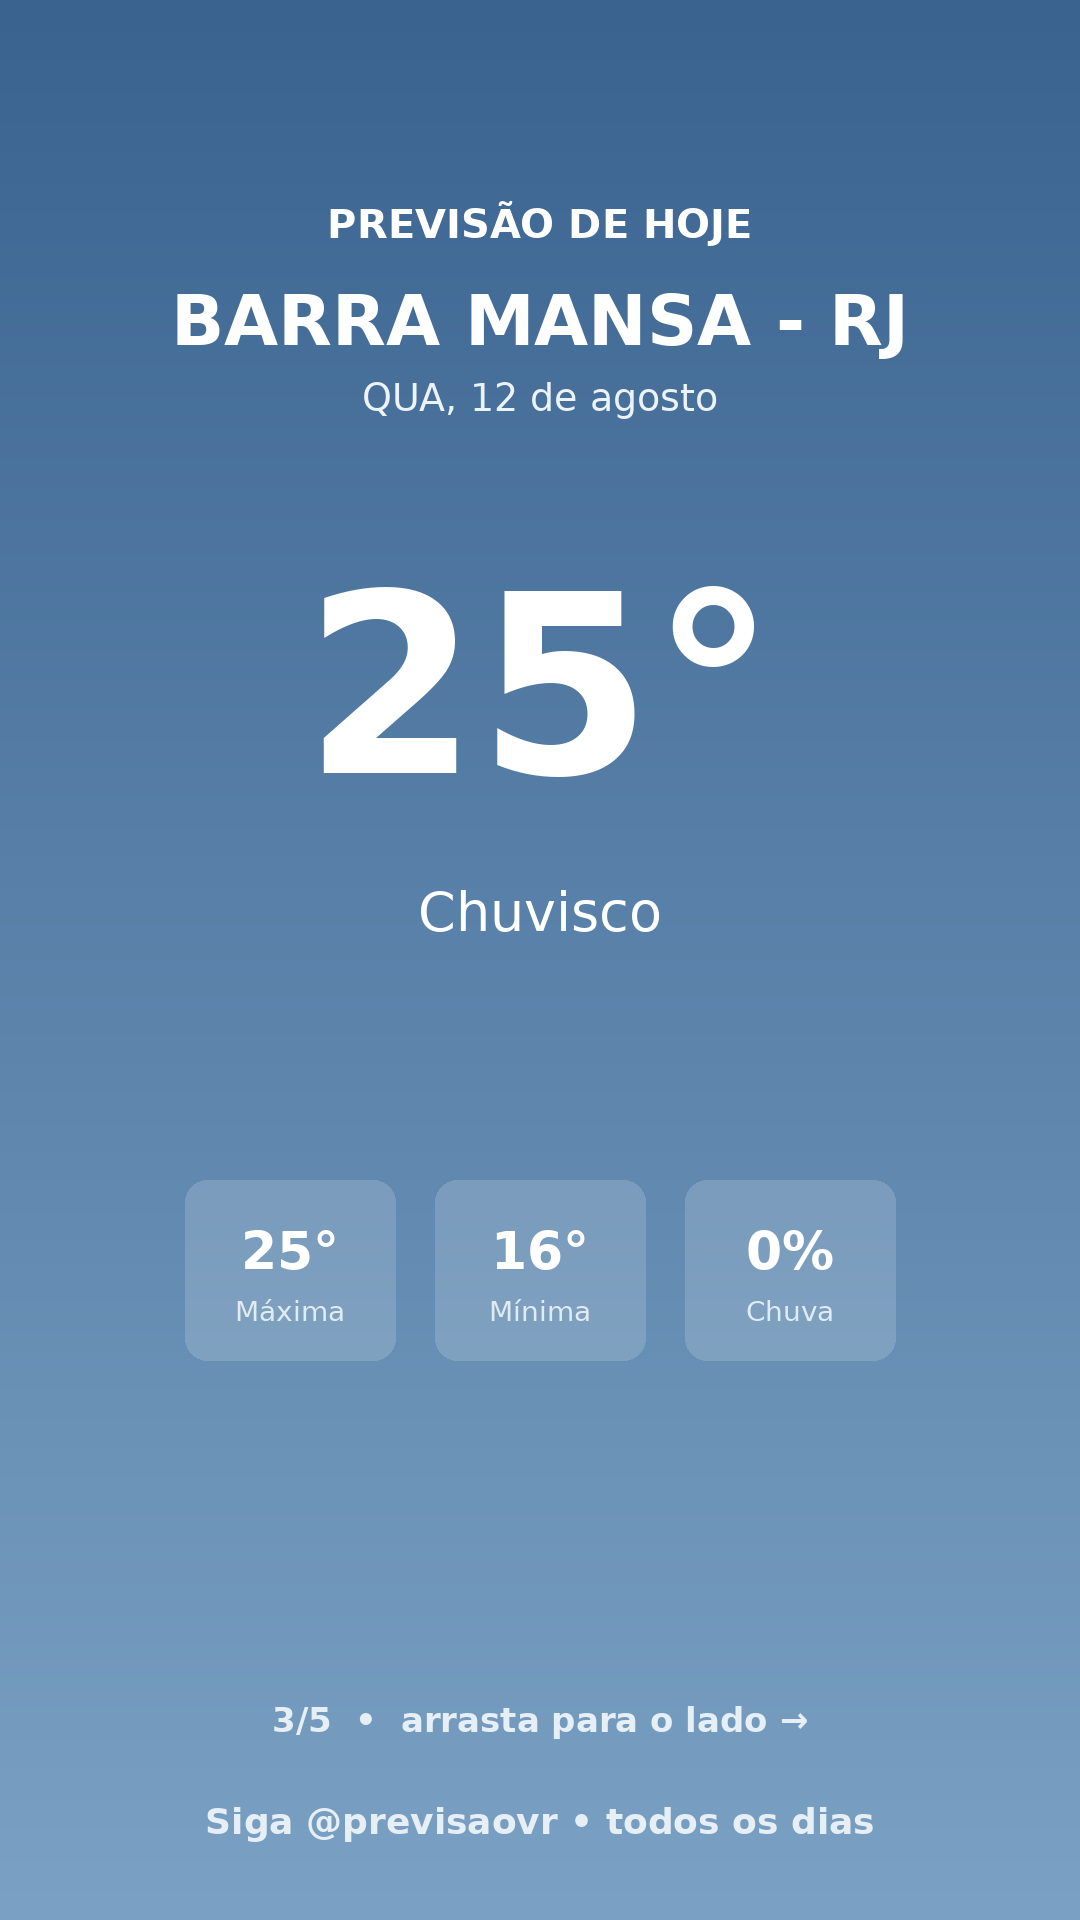 PREVISÃO DE HOJE
BARRA MANSA - RJ
QUA, 12 de agosto
25°
Chuvisco
25° 16° 0%
Máxima Mínima Chuva
3/5 • arrasta para o lado →
Siga @previsaovr • todos os dias